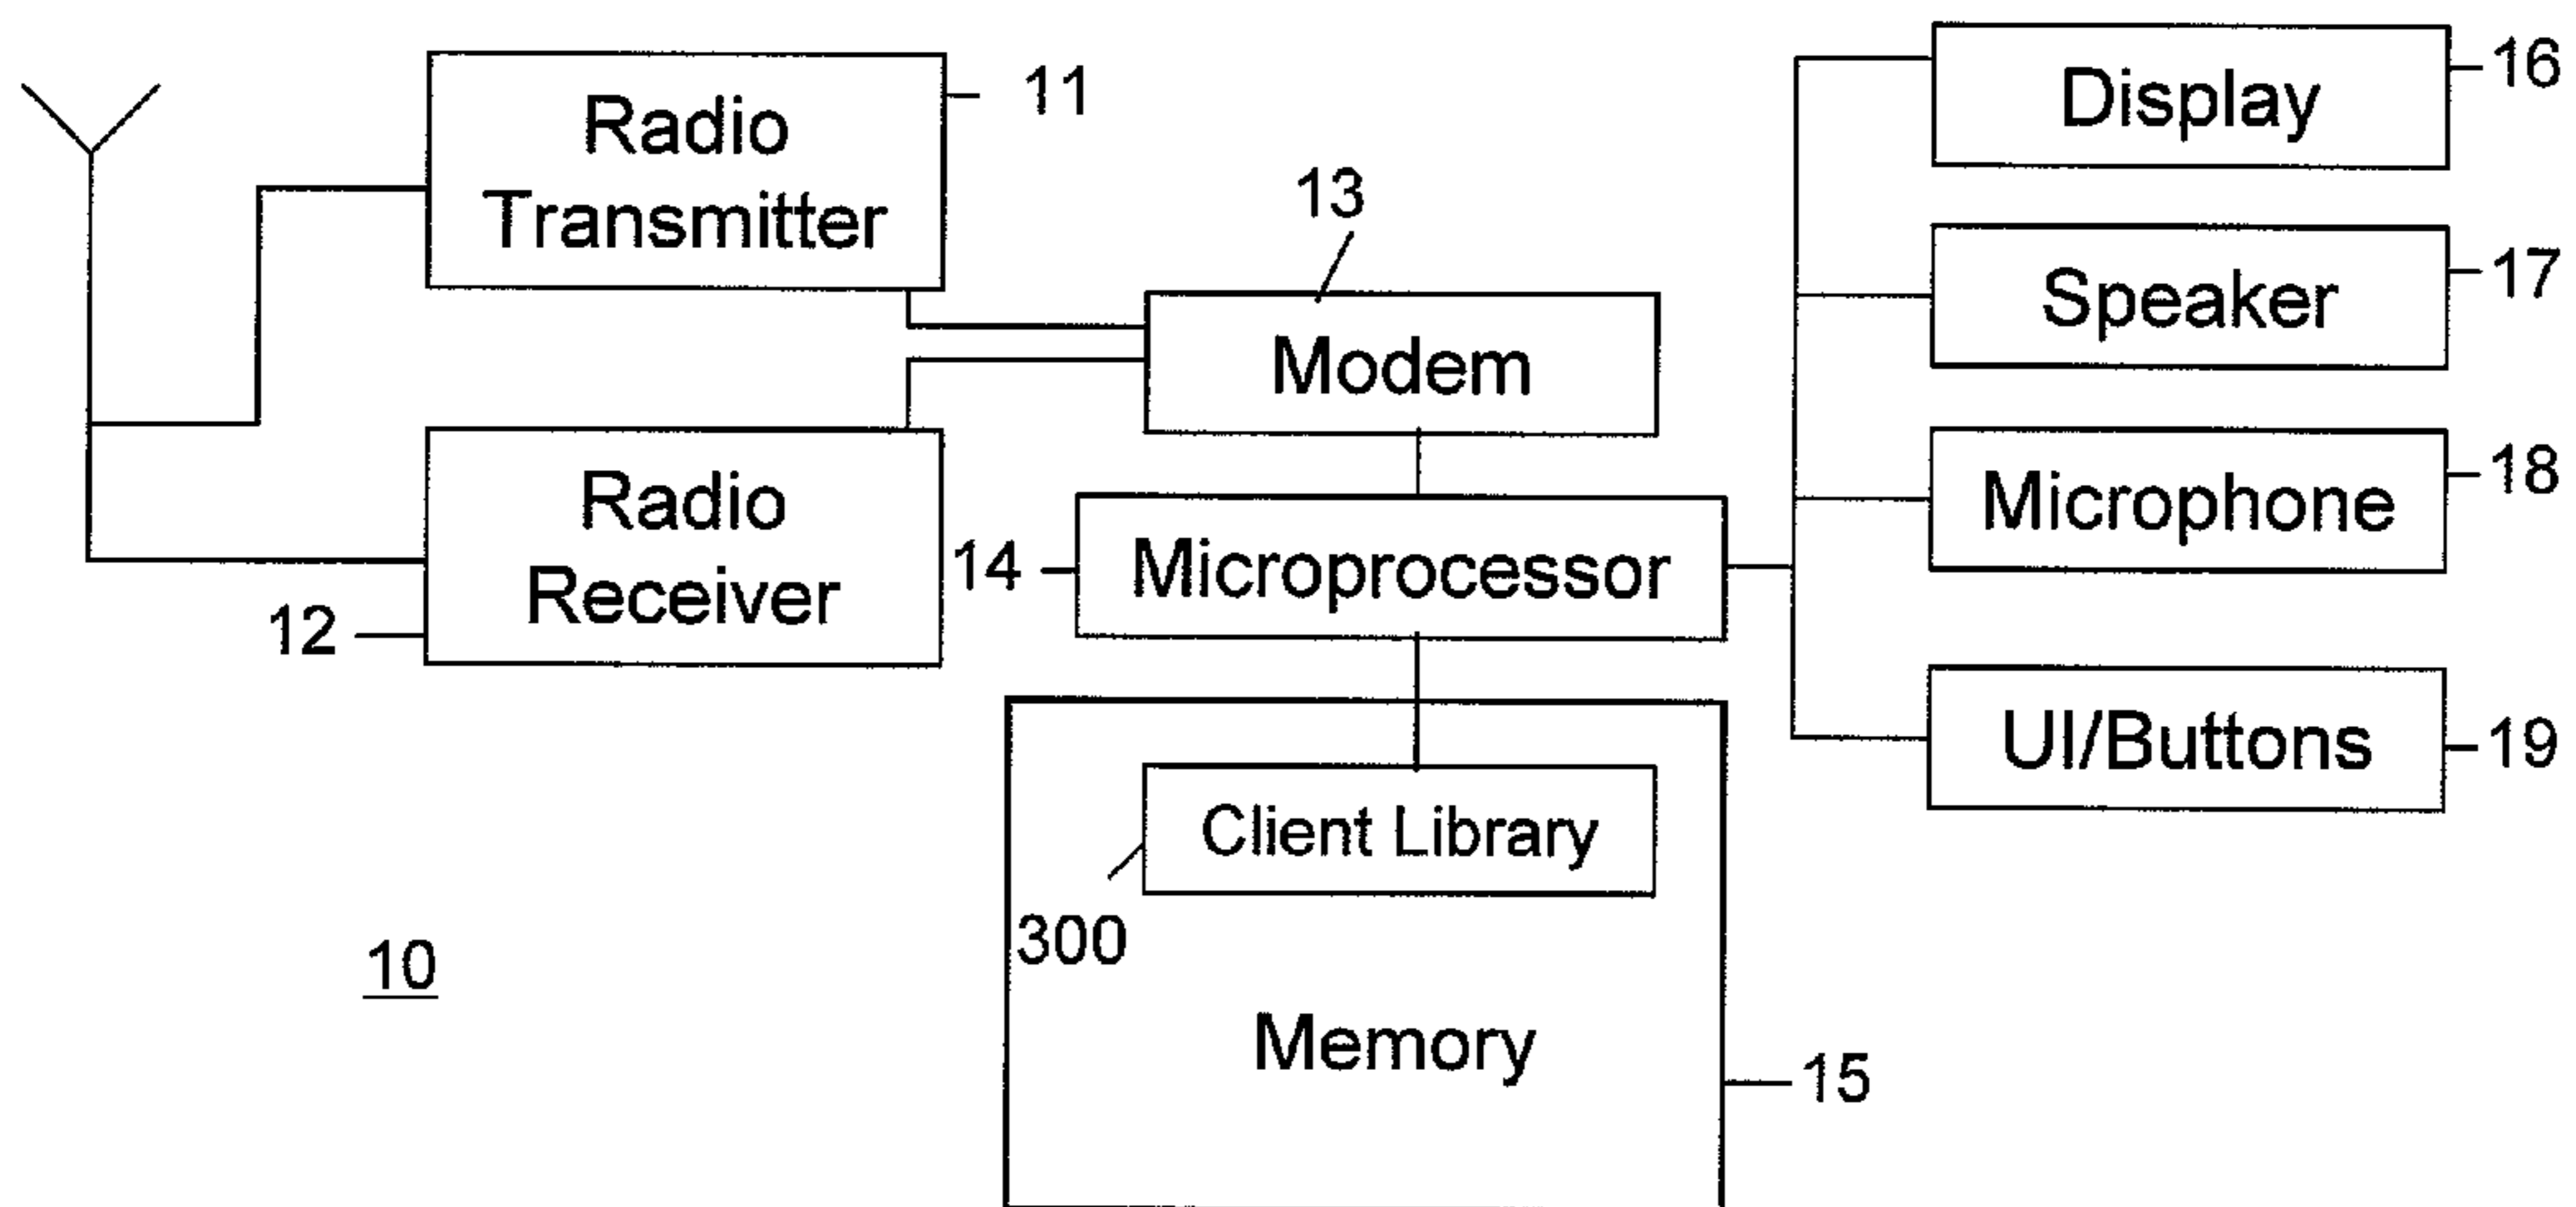 Radio
Transmitter
11
Radio
Receiver
12
13
Modem
14
Microprocessor
Client Library
300
Memory
15
Display
16
Speaker
17
Microphone
18
UI/Buttons
19
10